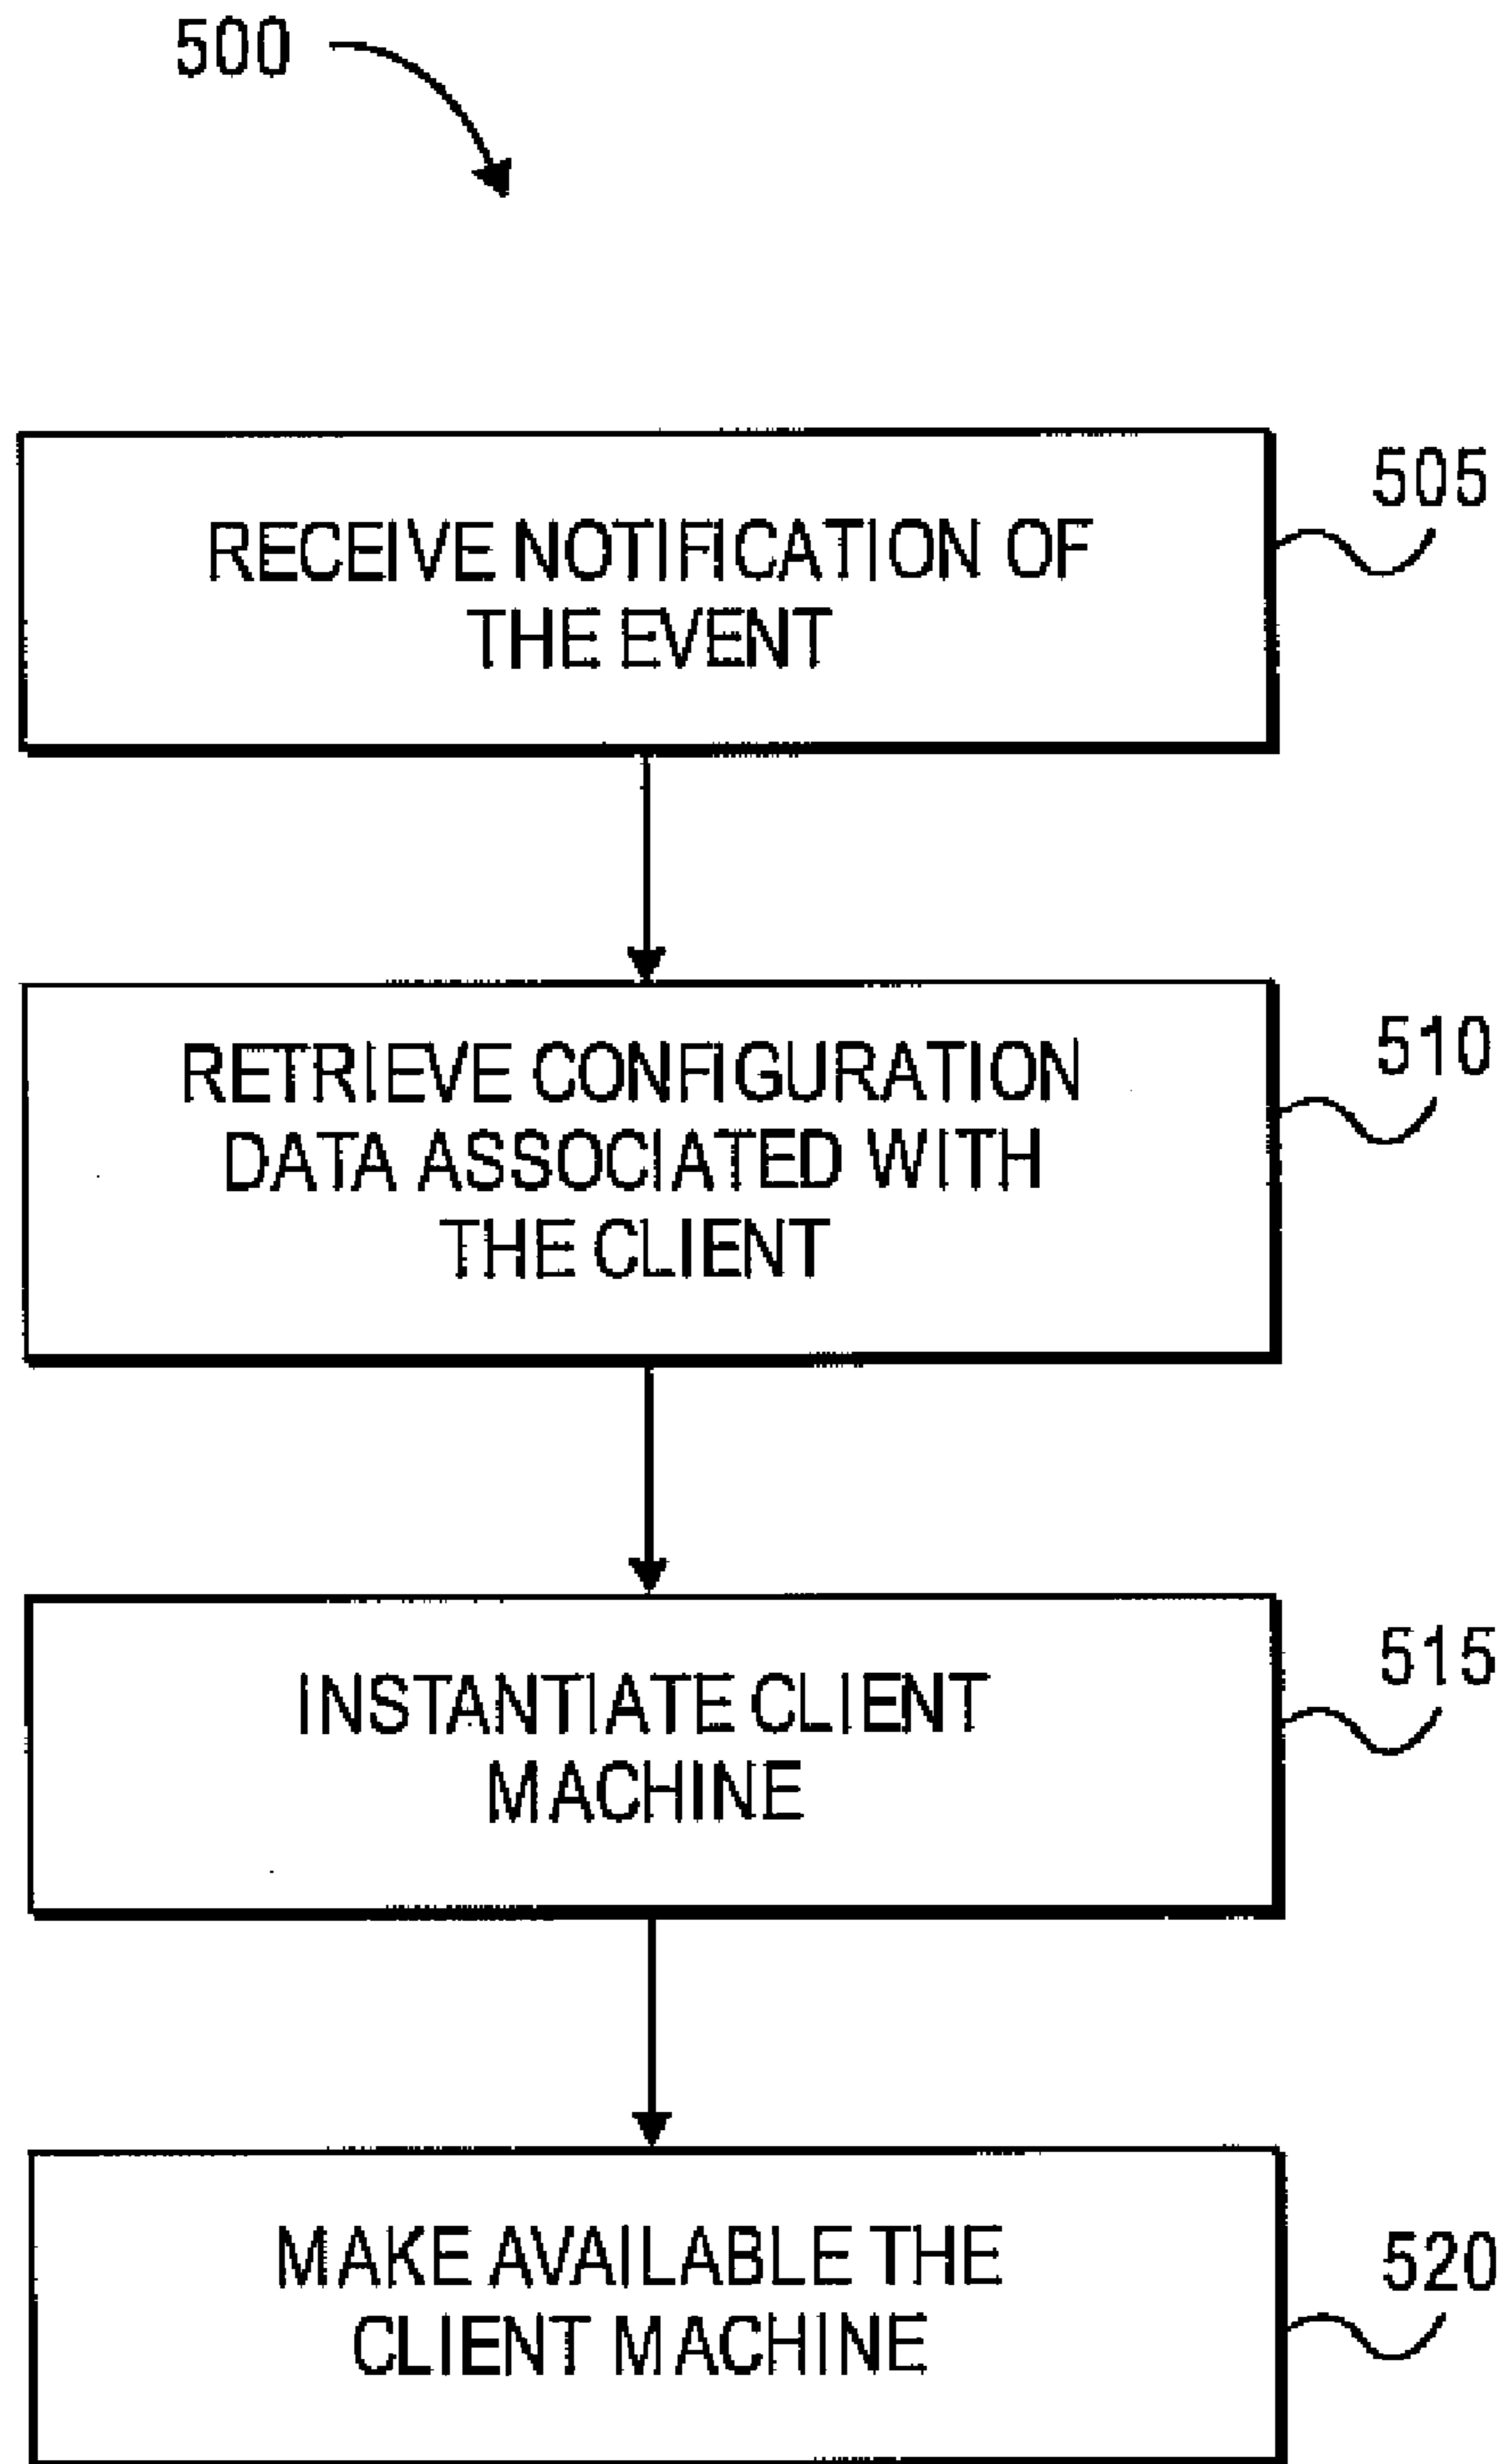 500
505
RECEIVE NOTIFICATION OF
THE EVENT
510
RETRIEVE CONFIGURATION
DATA ASSOCIATED WITH
THE CLIENT
515
INSTANTIATE CLIENT
MACHINE
520
MAKE AVAILABLE THE
CLIENT MACHINE